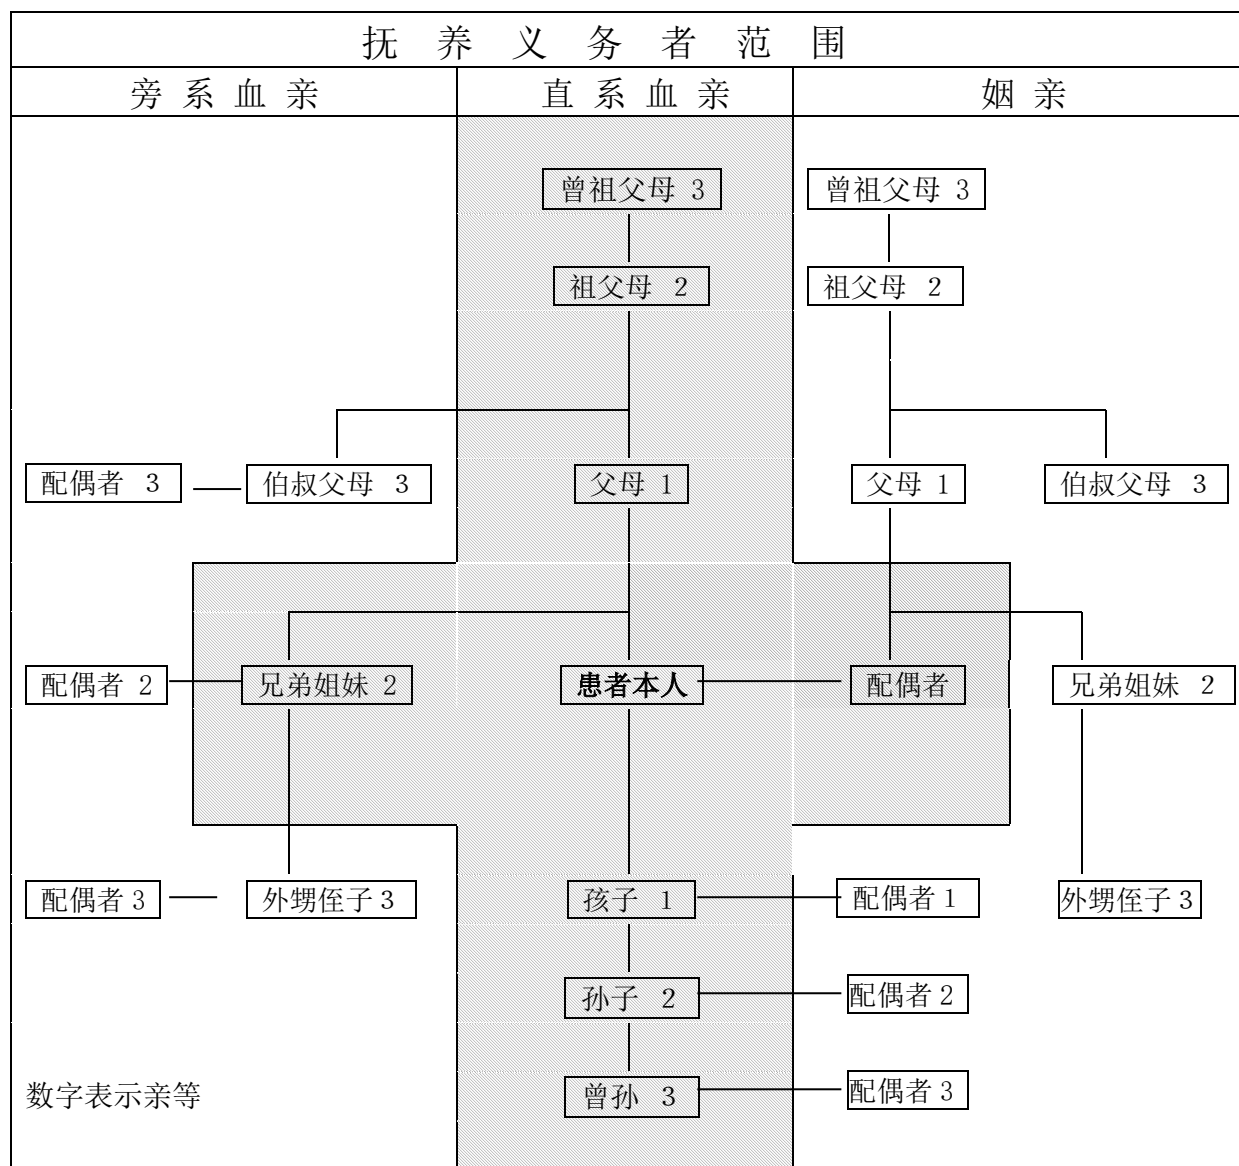 抚养义务者范围
旁系血亲 直系血亲 姻亲
曾祖父母 3 曾祖父母 3
祖父母 2 祖父母 2
配偶者 3 伯叔父母 3 父母 1 父母 1 伯叔父母 3
配偶者 2 兄弟姐妹 2 患者本人 配偶者 兄弟姐妹 2
配偶者 3 外甥侄子 3 孩子 1 配偶者 1 外甥侄子 3
孙子 2 配偶者 2
数字表示亲等 曾孙 3 配偶者 3